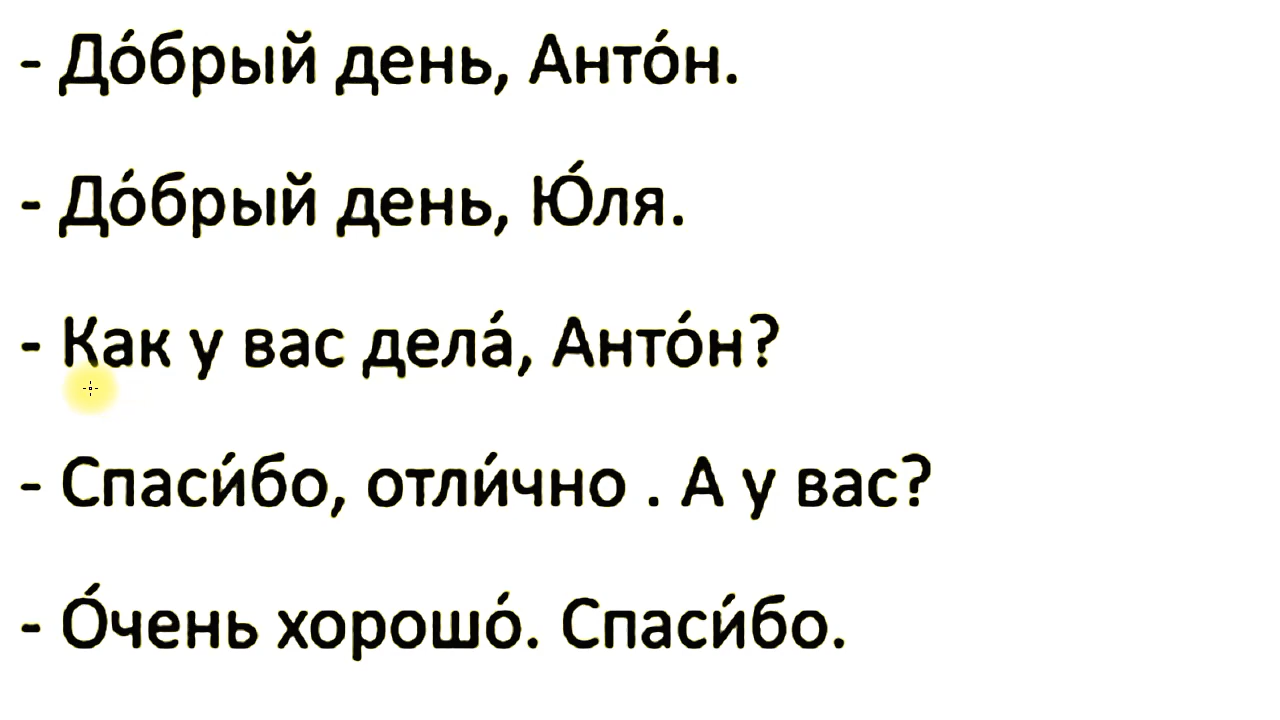 - До́брый день, Анто́н.
- До́брый день, Ю́ля.
- Как у вас дела́, Анто́н?
- Спаси́бо, отли́чно . А у вас?
- О́чень хорошо́. Спаси́бо.